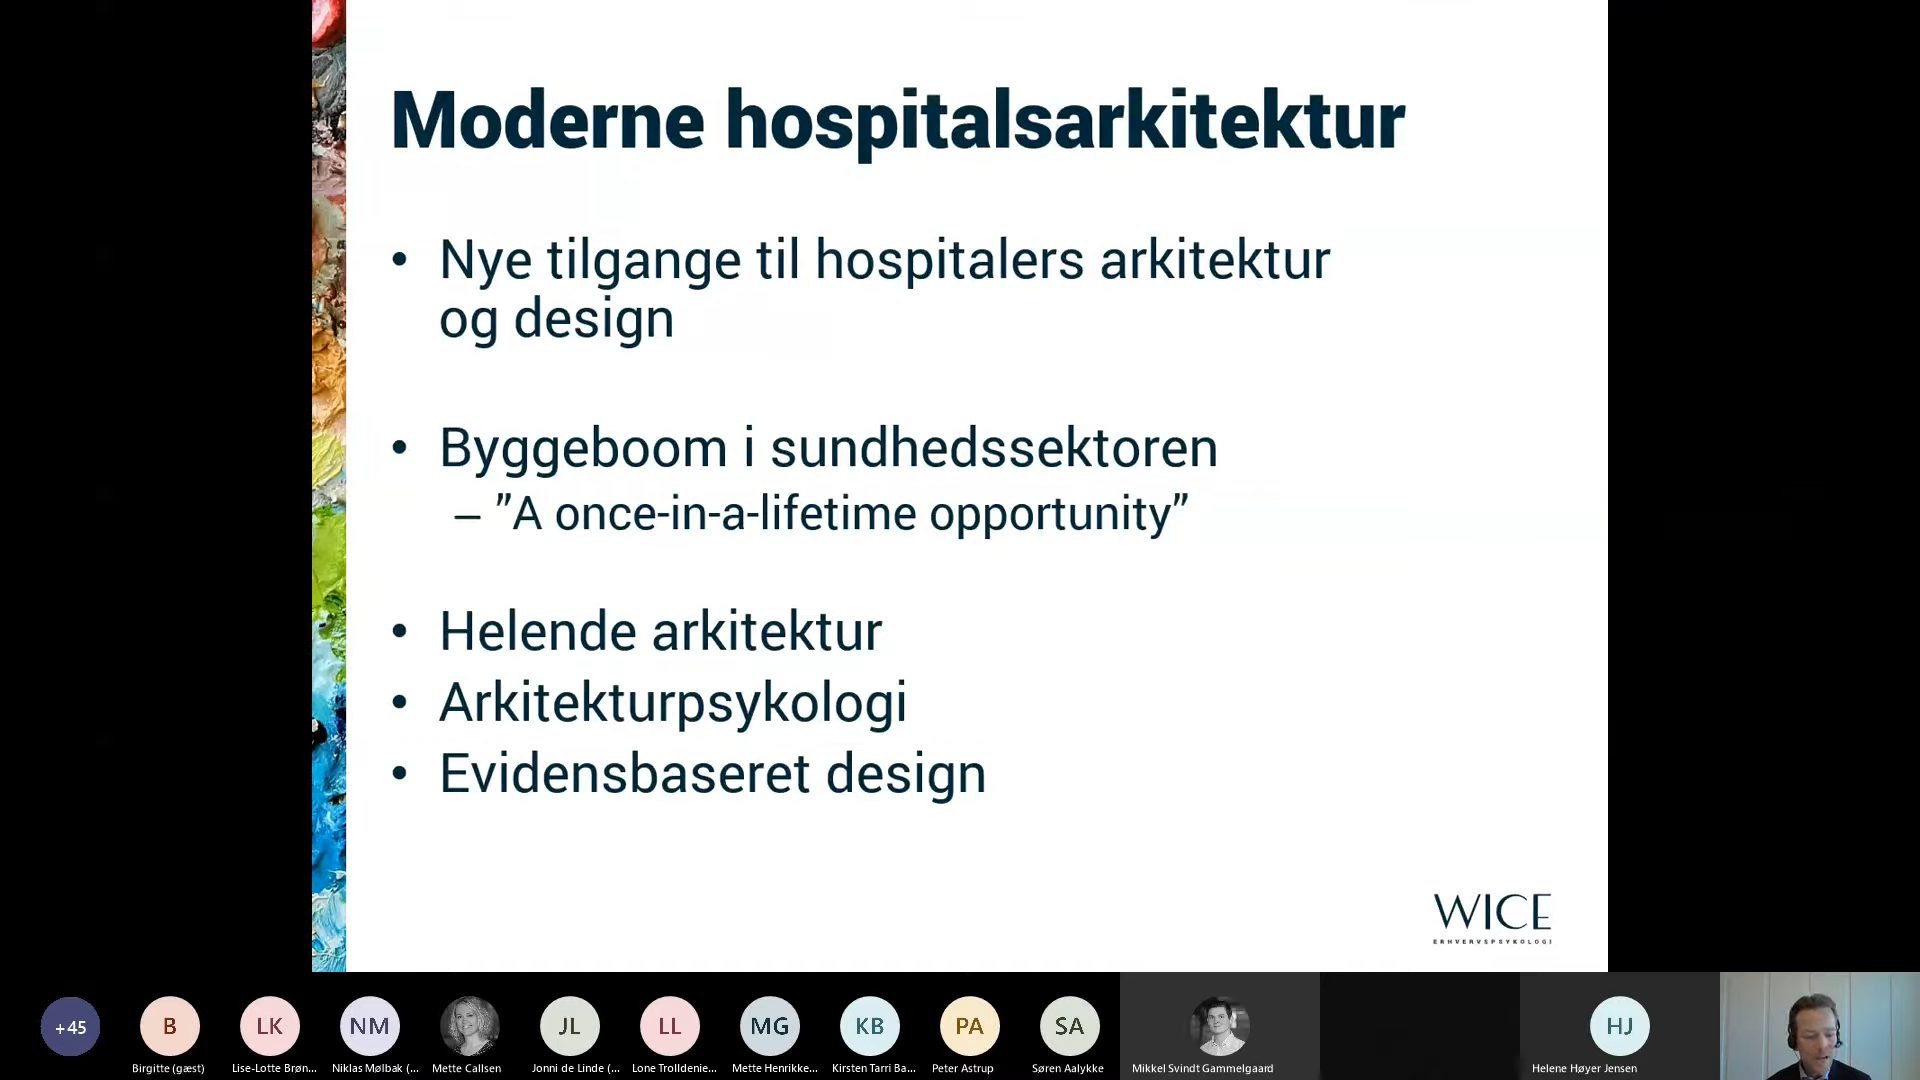 Moderne hospitalsarkitektur
• Nye tilgange til hospitalers arkitektur
og design
• Byggeboom i sundhedssektoren
– ”A once-in-a-lifetime opportunity”
• Helende arkitektur
• Arkitekturpsykologi
• Evidensbaseret design
WICE
ERHVERVSPSYKOLOGI
+45 B LK NM JL LL MG KB PA SA HJ
Birgitte (gæst) Lise-Lotte Brøn... Niklas Mølbak (... Mette Callsen Jonni de Linde (... Lone Trolldenie... Mette Henrikke... Kirsten Tarri Ba... Peter Astrup Søren Aalykke Mikkel Svindt Gammelgaard Helene Høyer Jensen